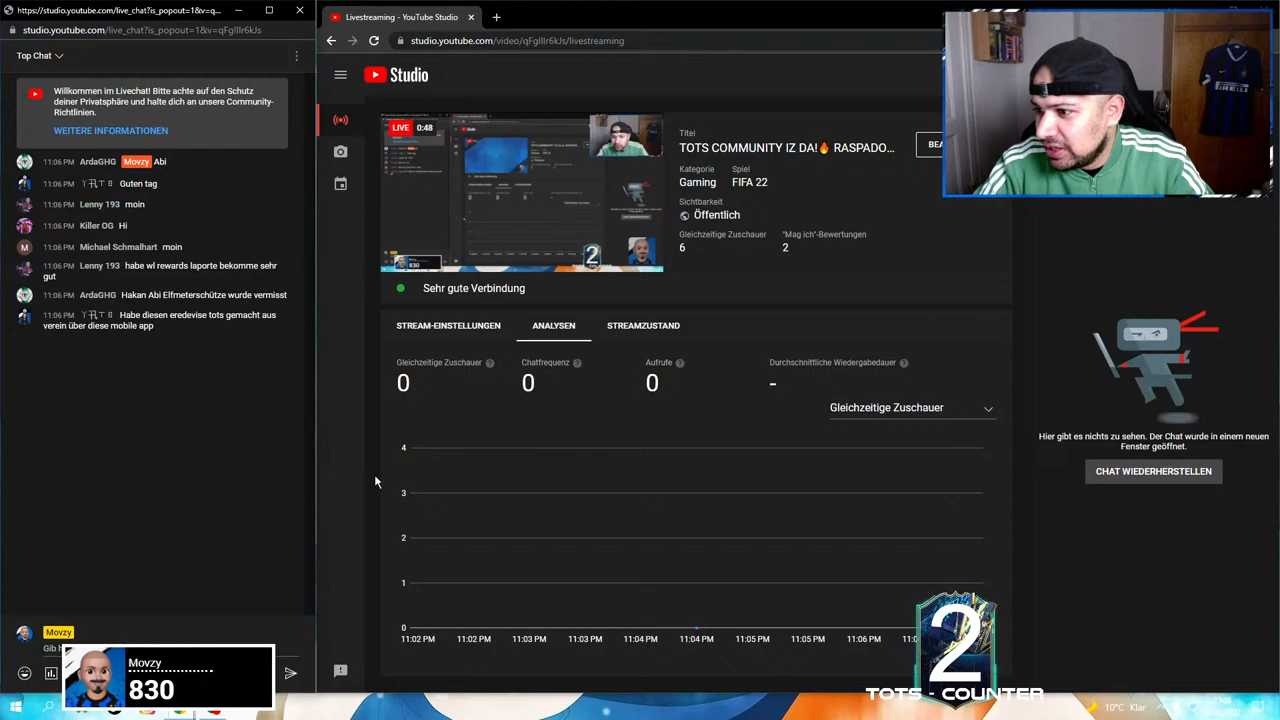 https://studio.youtube.com/live_chat?is_popout=1&v=q...
studio.youtube.com/live_chat?is_popout=1&v=qFgIIIr6kJs
Top Chat
Willkommen im Livechat! Bitte achte auf den Schutz
deiner Privatsphäre und halte dich an unsere Community-
Richtlinien.
WEITERE INFORMATIONEN
11:06 PM ArdaGHG Movzy Abi
11:06 PM Guten tag
11:06 PM Lenny 193 moin
11:06 PM Killer OG Hi
M 11:06 PM Michael Schmalhart moin
11:06 PM Lenny 193 habe wl rewards laporte bekomme sehr
gut
11:06 PM ArdaGHG Hakan Abi Elfmeterschütze wurde vermisst
11:06 PM Habe diesen eredevise tots gemacht aus
verein über diese mobile app
Movzy
Gib
Movzy
830
Livestreaming - YouTube Studio
studio.youtube.com/video/qFgIIIr6kJs/livestreaming
Studio
LIVE 0:48
Titel
TOTS COMMUNITY IZ DA!🔥 RASPADO...
Kategorie Spiel
Gaming FIFA 22
Sichtbarkeit
Öffentlich
Gleichzeitige Zuschauer "Mag ich"-Bewertungen
6 2
BEA
PIRELLI
Sehr gute Verbindung
STREAM-EINSTELLUNGEN ANALYSEN STREAMZUSTAND
Gleichzeitige Zuschauer Chatfrequenz Aufrufe Durchschnittliche Wiedergabedauer
0 0 0 -
Gleichzeitige Zuschauer
4
3
2
1
0
11:02 PM 11:02 PM 11:03 PM 11:03 PM 11:04 PM 11:04 PM 11:05 PM 11:05 PM 11:06 PM
Hier gibt es nichts zu sehen. Der Chat wurde in einem neuen
Fenster geöffnet.
CHAT WIEDERHERSTELLEN
2
TOTS - COUNTER
10°C Klar